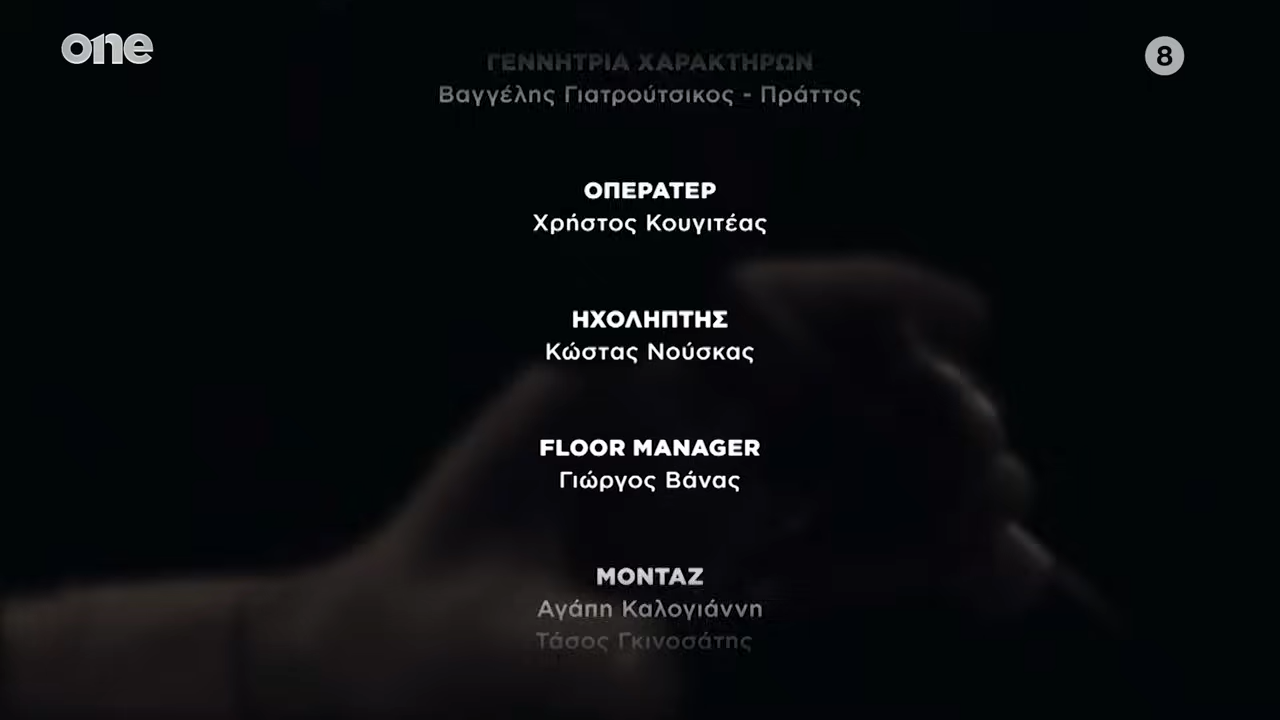 one
8
ΓΕΝΝΗΤΡΙΑ ΧΑΡΑΚΤΗΡΩΝ
Βαγγέλης Γιατρούτσικος - Πράττος
ΟΠΕΡΑΤΕΡ
Χρήστος Κουγιτέας
ΗΧΟΛΗΠΤΗΣ
Κώστας Νούσκας
FLOOR MANAGER
Γιώργος Βάνας
ΜΟΝΤΑΖ
Αγάπη Καλογιάννη
Τάσος Γκινοσάτης